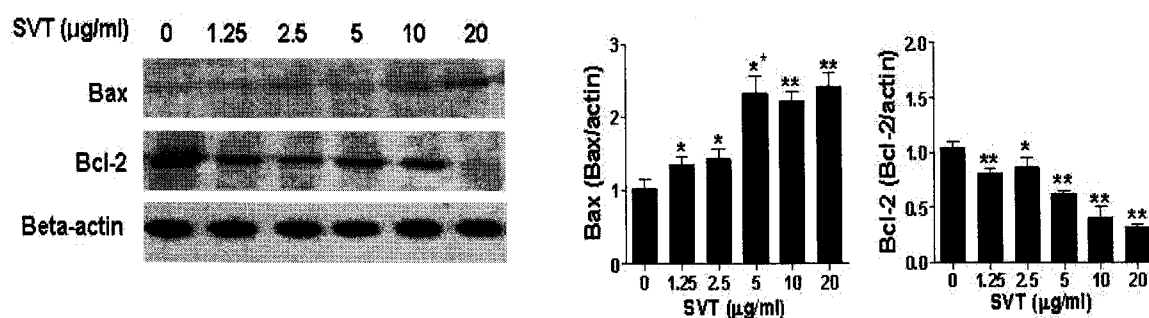 SVT (µg/ml) 0 1.25 2.5 5 10 20
Bax
Bcl-2
Beta-actin
Bax (Bax/actin)
3
2
1
0
** 
* * ** ** **
0 1.25 2.5 5 10 20
SVT (µg/ml)
Bcl-2 (Bcl-2/actin)
2.0
1.5
1.0
0.5
0.0
** * ** ** **
0 1.25 2.5 5 10 20
SVT (µg/ml)